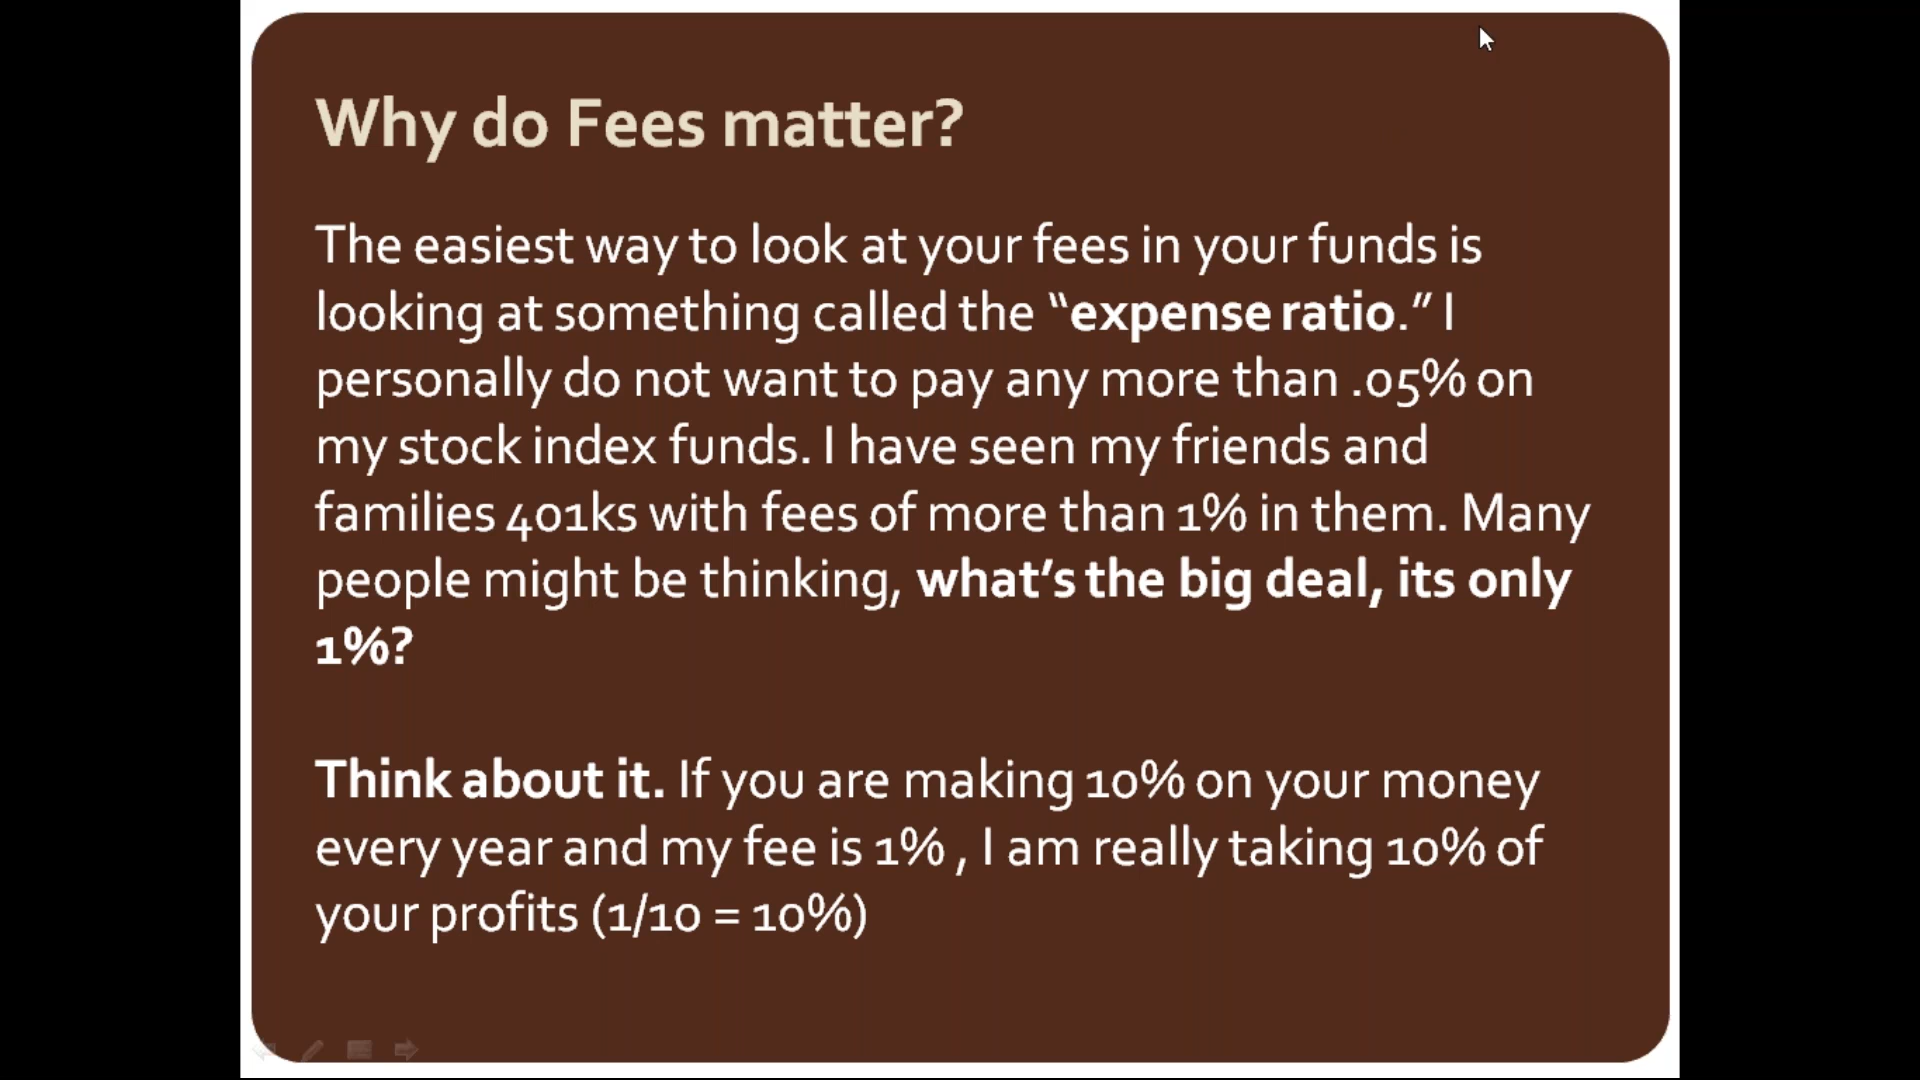 Why do Fees matter?
The easiest way to look at your fees in your funds is
looking at something called the “expense ratio.” I
personally do not want to pay any more than .05% on
my stock index funds. I have seen my friends and
families 401ks with fees of more than 1% in them. Many
people might be thinking, what’s the big deal, its only
1%?
Think about it. If you are making 10% on your money
every year and my fee is 1% , I am really taking 10% of
your profits (1/10 = 10%)